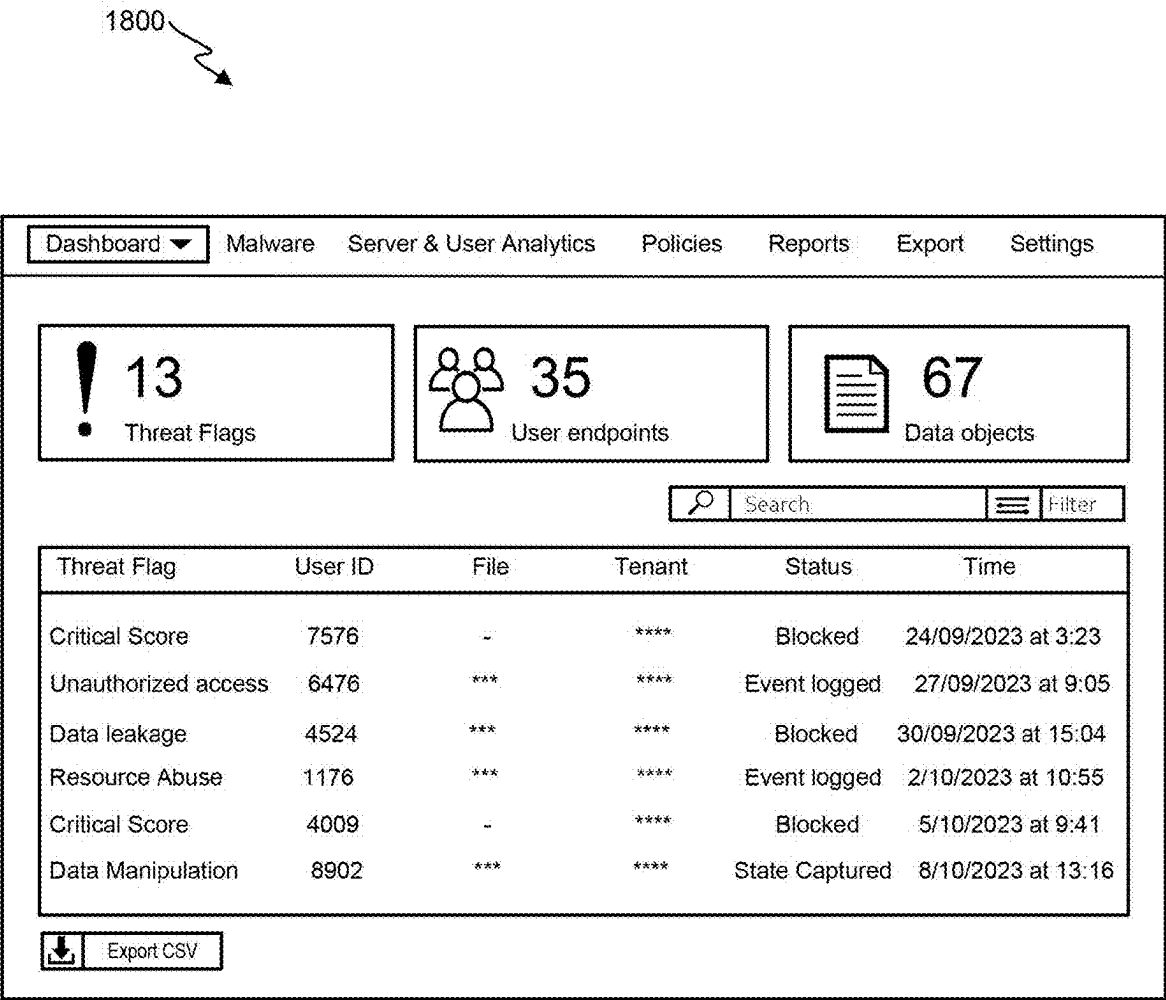 1800
Dashboard Malware Server & User Analytics Policies Reports Export Settings
13 35 67
Threat Flags User endpoints Data objects
Search Filter
Threat Flag User ID File Tenant Status Time
Critical Score 7576 - **** Blocked 24/09/2023 at 3:23
Unauthorized access 6476 *** **** Event logged 27/09/2023 at 9:05
Data leakage 4524 *** **** Blocked 30/09/2023 at 15:04
Resource Abuse 1176 *** **** Event logged 2/10/2023 at 10:55
Critical Score 4009 - **** Blocked 5/10/2023 at 9:41
Data Manipulation 8902 *** **** State Captured 8/10/2023 at 13:16
Export CSV